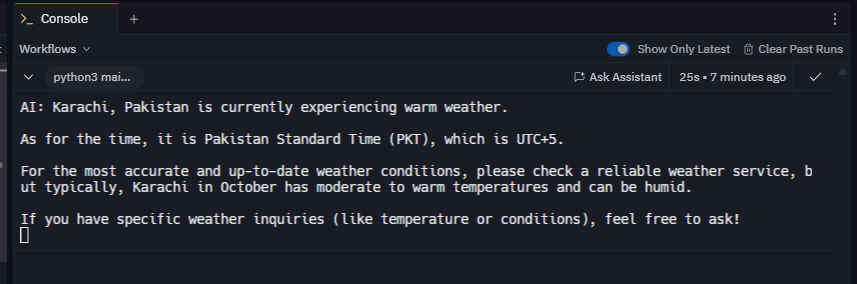 >_ Console +
Workflows Show Only Latest Clear Past Runs
python3 mai... Ask Assistant 25s • 7 minutes ago
AI: Karachi, Pakistan is currently experiencing warm weather.
As for the time, it is Pakistan Standard Time (PKT), which is UTC+5.
For the most accurate and up-to-date weather conditions, please check a reliable weather service, b
ut typically, Karachi in October has moderate to warm temperatures and can be humid.
If you have specific weather inquiries (like temperature or conditions), feel free to ask!